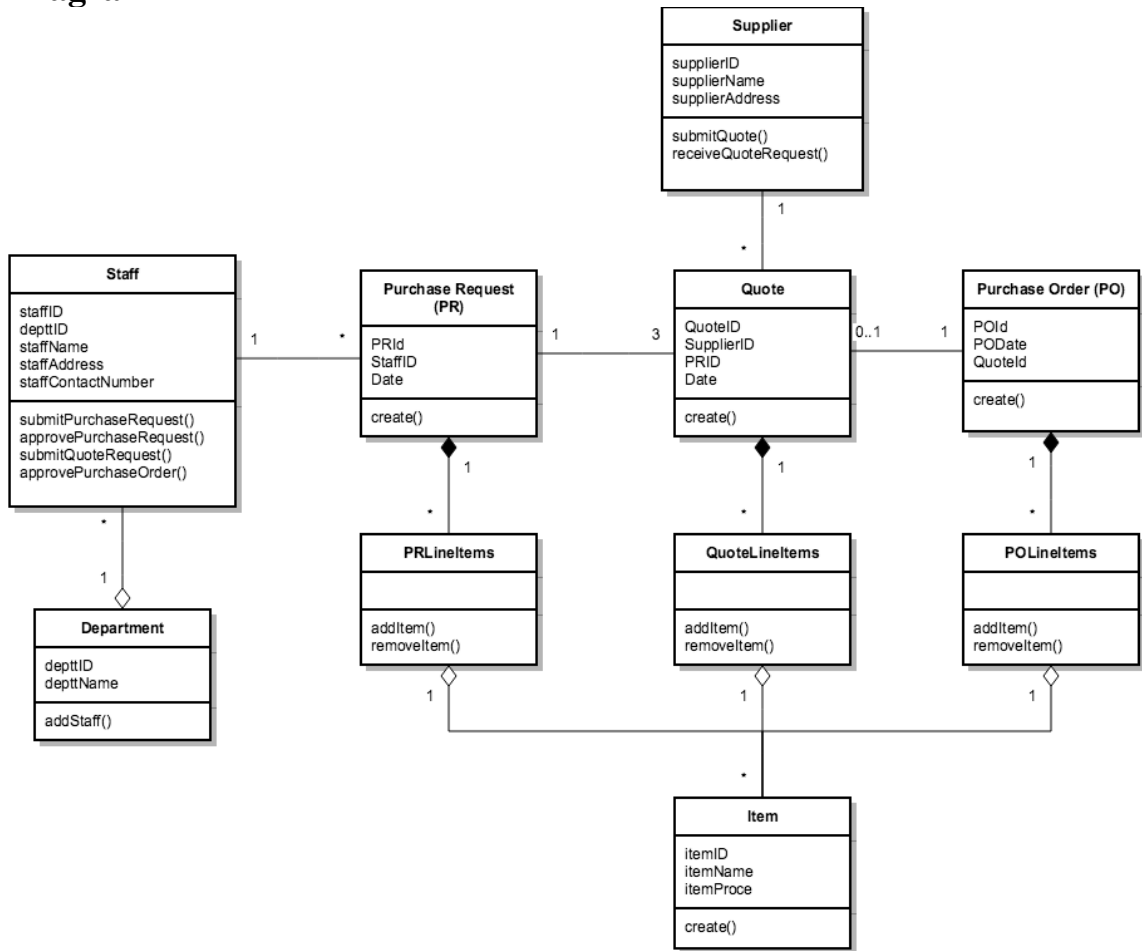 Supplier
supplierID
supplierName
supplierAddress
submitQuote()
receiveQuoteRequest()
1
*
Staff
staffID
depttID
staffName
staffAddress
staffContactNumber
submitPurchaseRequest()
approvePurchaseRequest()
submitQuoteRequest()
approvePurchaseOrder()
1
*
Purchase Request
(PR)
PRId
StaffID
Date
create()
1
3
Quote
QuoteID
SupplierID
PRID
Date
create()
0..1
1
Purchase Order (PO)
POId
PODate
QuoteId
create()
*
1
Department
depttID
depttName
addStaff()
1
*
PRLineItems
addItem()
removeItem()
1
1
*
QuoteLineItems
addItem()
removeItem()
1
1
*
POLineItems
addItem()
removeItem()
1
*
Item
itemID
itemName
itemProce
create()